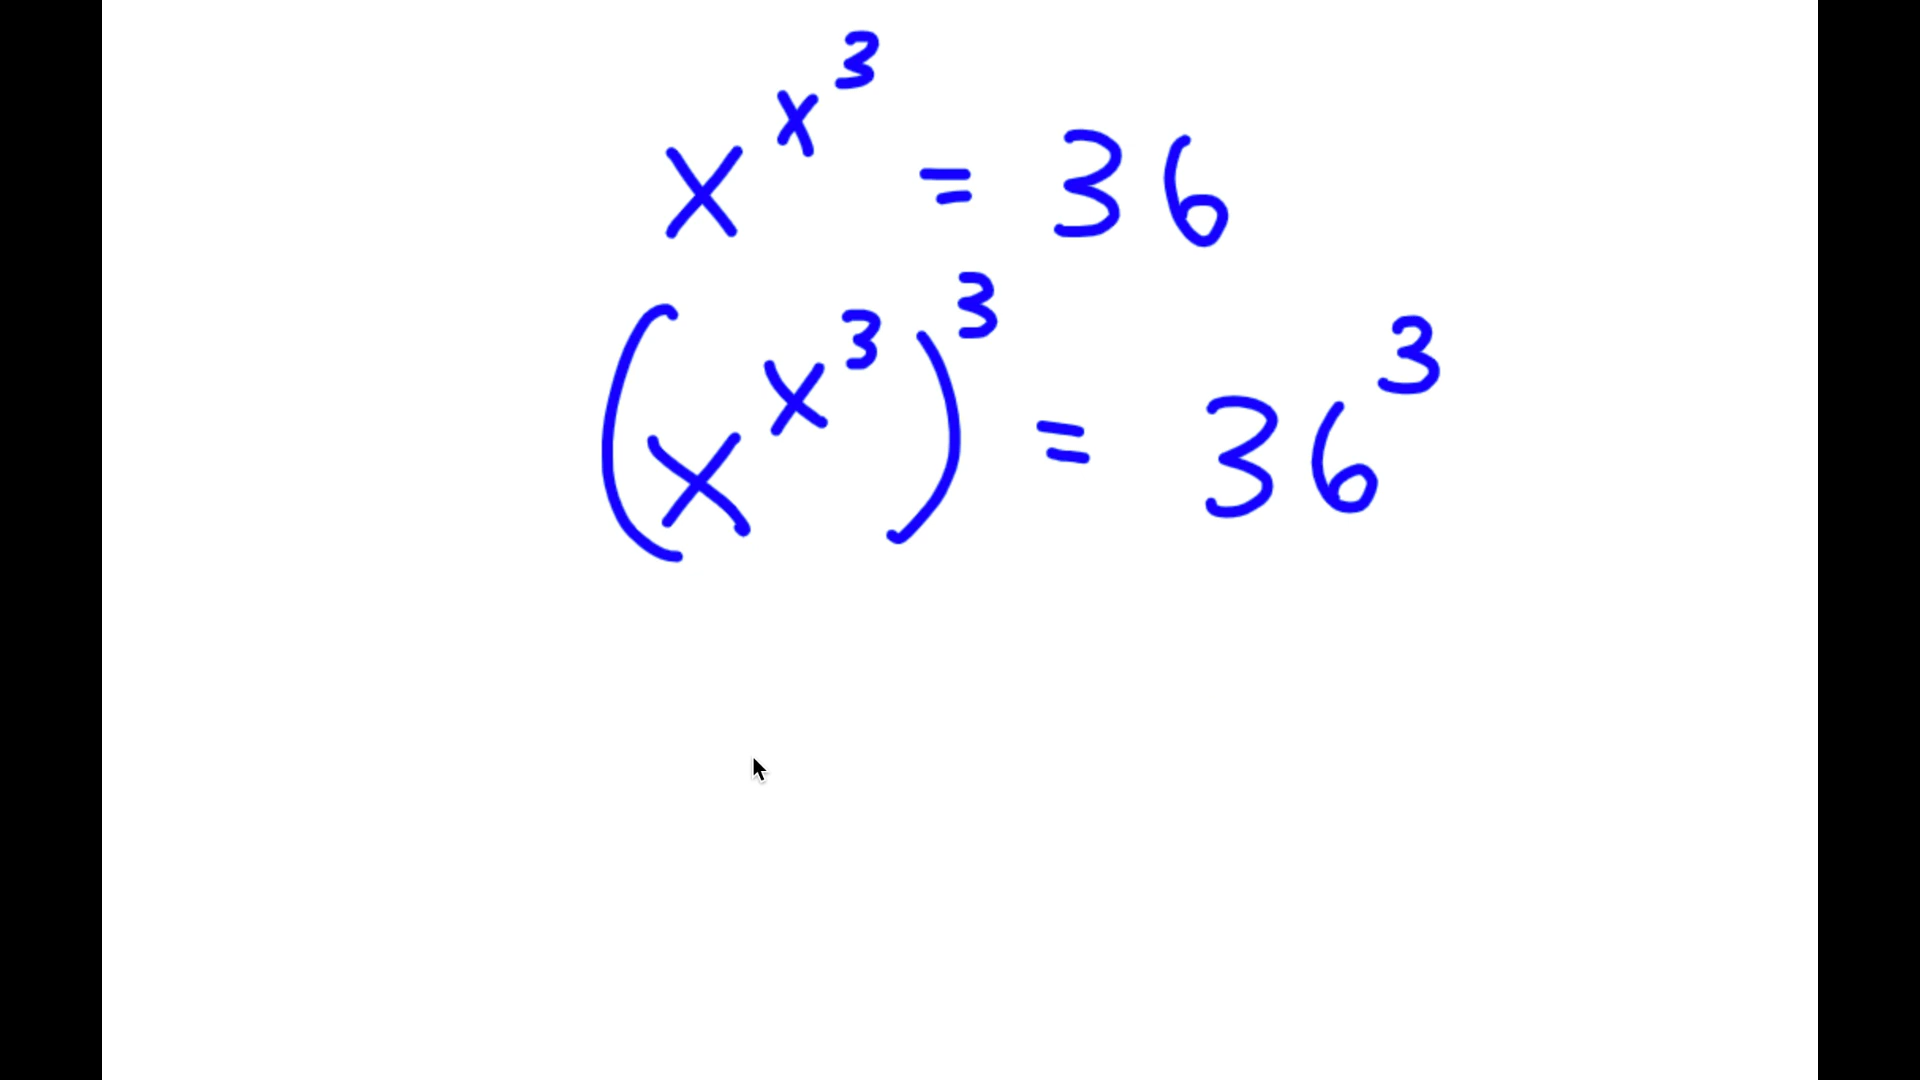 x^{x^3} = 36
(x^{x^3})^3 = 36^3